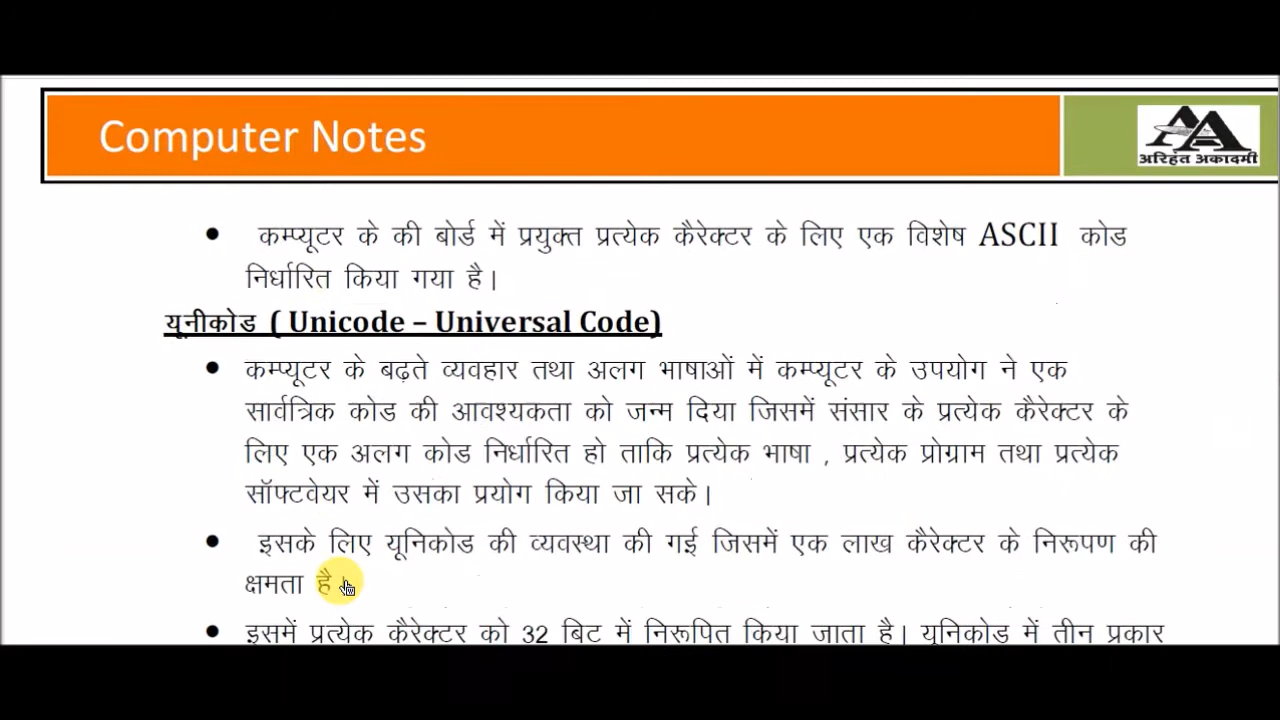 Computer Notes
अरिहंत अकादमी
कम्प्यूटर के की बोर्ड में प्रयुक्त प्रत्येक कैरेक्टर के लिए एक विशेष ASCII कोड
निर्धारित किया गया है।
यूनीकोड ( Unicode – Universal Code)
कम्प्यूटर के बढ़ते व्यवहार तथा अलग भाषाओं में कम्प्यूटर के उपयोग ने एक
सार्वत्रिक कोड की आवश्यकता को जन्म दिया जिसमें संसार के प्रत्येक कैरेक्टर के
लिए एक अलग कोड निर्धारित हो ताकि प्रत्येक भाषा , प्रत्येक प्रोग्राम तथा प्रत्येक
सॉफ्टवेयर में उसका प्रयोग किया जा सके।
इसके लिए यूनिकोड की व्यवस्था की गई जिसमें एक लाख कैरेक्टर के निरूपण की
क्षमता है।
इसमें प्रत्येक कैरेक्टर को 32 बिट में निरूपित किया जाता है। यूनिकोड में तीन प्रकार